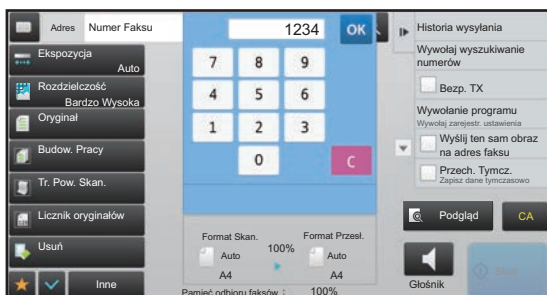 Adres
Numer Faksu
Ekspozycja
Auto
Rozdzielczość
Bardzo Wysoka
Oryginał
Budow. Pracy
Tr. Pow. Skan.
Licznik oryginałów
Usuń
Inne
1234
OK
7 8 9
4 5 6
1 2 3
0 C
Format Skan.
Auto
A4
100%
Format Przesł.
Auto
A4
Pamięć odbioru faksów :
100%
Historia wysyłania
Wywołaj wyszukiwanie
numerów
Bezp. TX
Wywołanie programu
Wywołaj zarejestr. ustawienia
Wyślij ten sam obraz
na adres faksu
Przech. Tymcz.
Zapisz dane tymczasowo
Podgląd
CA
Głośnik
Start